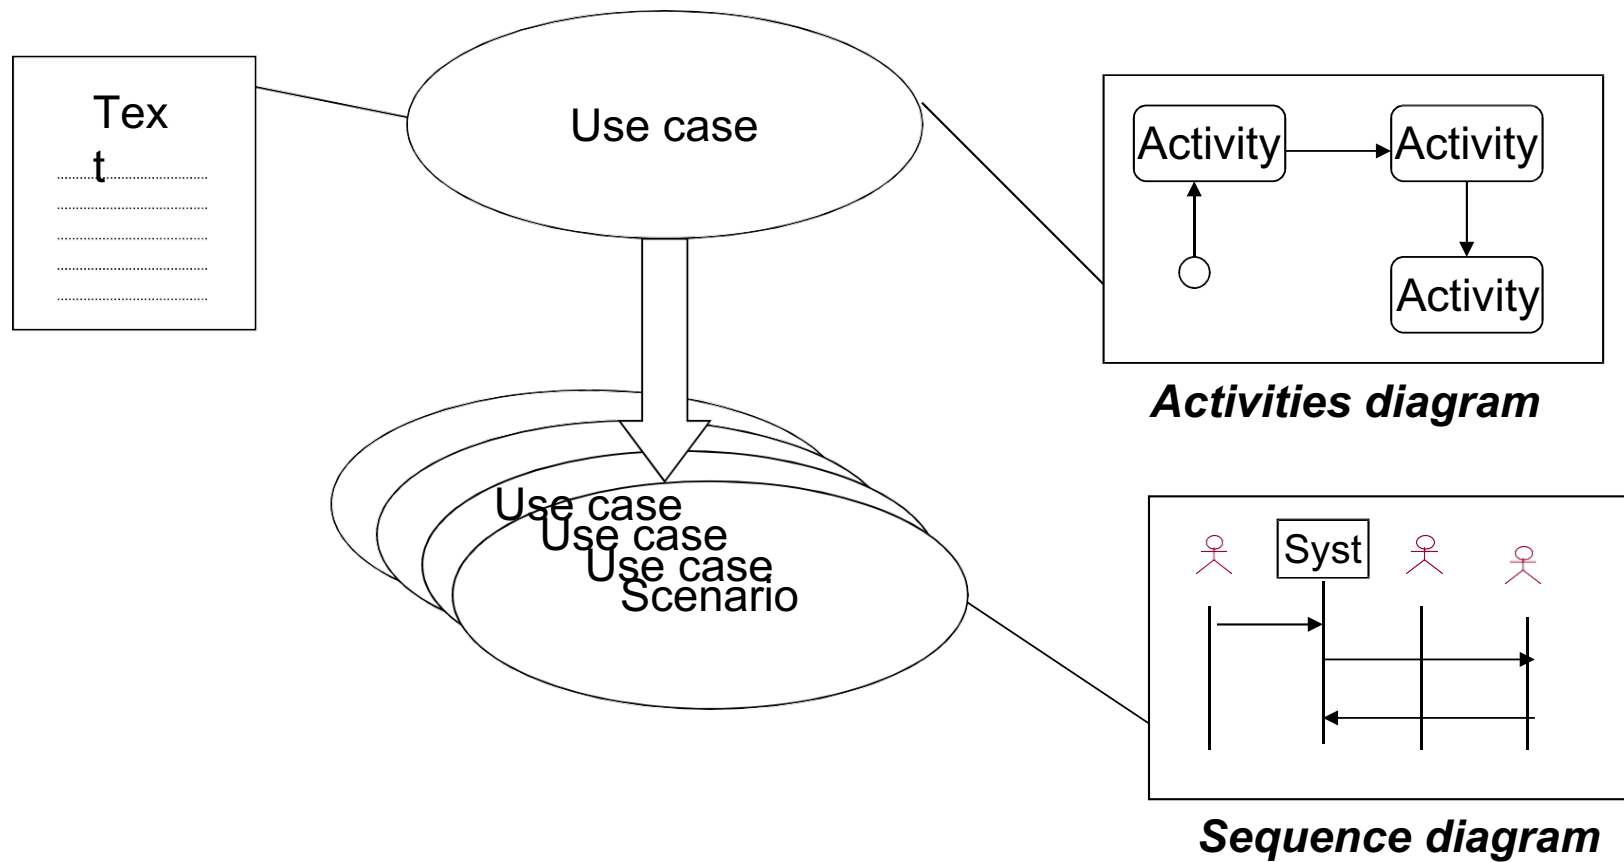 Tex
t
Use case
Activity
Activity
Activity
Activities diagram
Use case
Use case
Use case
Scenario
Syst
Sequence diagram